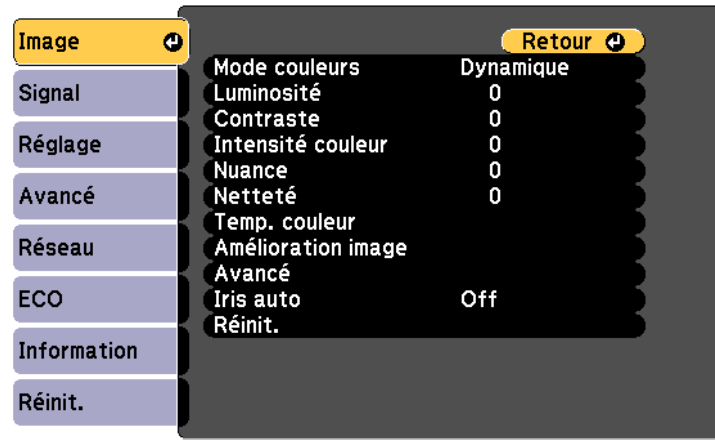 Image
Signal
Réglage
Avancé
Réseau
ECO
Information
Réinit.
Retour
Mode couleurs Dynamique
Luminosité 0
Contraste 0
Intensité couleur 0
Nuance 0
Netteté 0
Temp. couleur
Amélioration image
Avancé
Iris auto Off
Réinit.